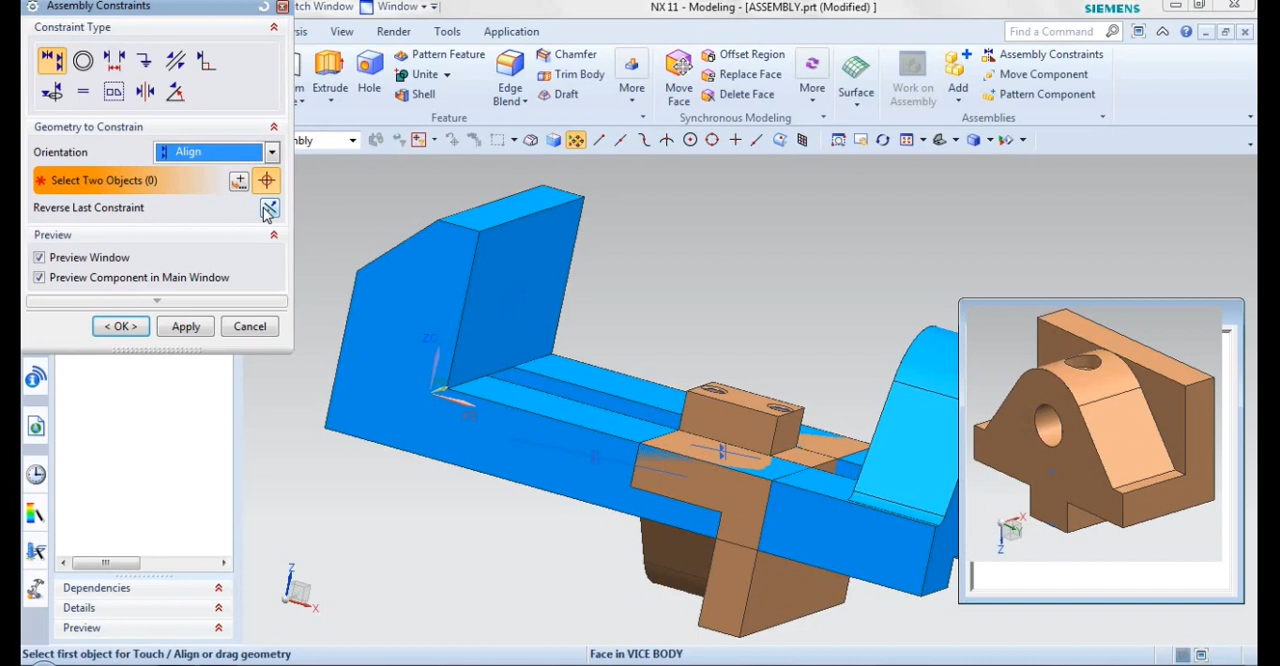 Assembly Constraints
tch Window
Window
NX 11 - Modeling - [ASSEMBLY.prt (Modified) ]
SIEMENS
Constraint Type
sis
View
Render
Tools
Application
Find a Command
Pattern Feature
Unite
Shell
Chamfer
Trim Body
Draft
Offset Region
Replace Face
Delete Face
Assembly Constraints
Move Component
Pattern Component
m
Extrude
Hole
Edge
Blend
More
Move
Face
More
Surface
Work on
Assembly
Add
Feature
Synchronous Modeling
Assemblies
Geometry to Constrain
mbly
Orientation
Align
* Select Two Objects (0)
Reverse Last Constraint
Preview
Preview Window
Preview Component in Main Window
< OK >
Apply
Cancel
X
Z
Z
X
Dependencies
Details
Preview
Select first object for Touch / Align or drag geometry
Face in VICE BODY